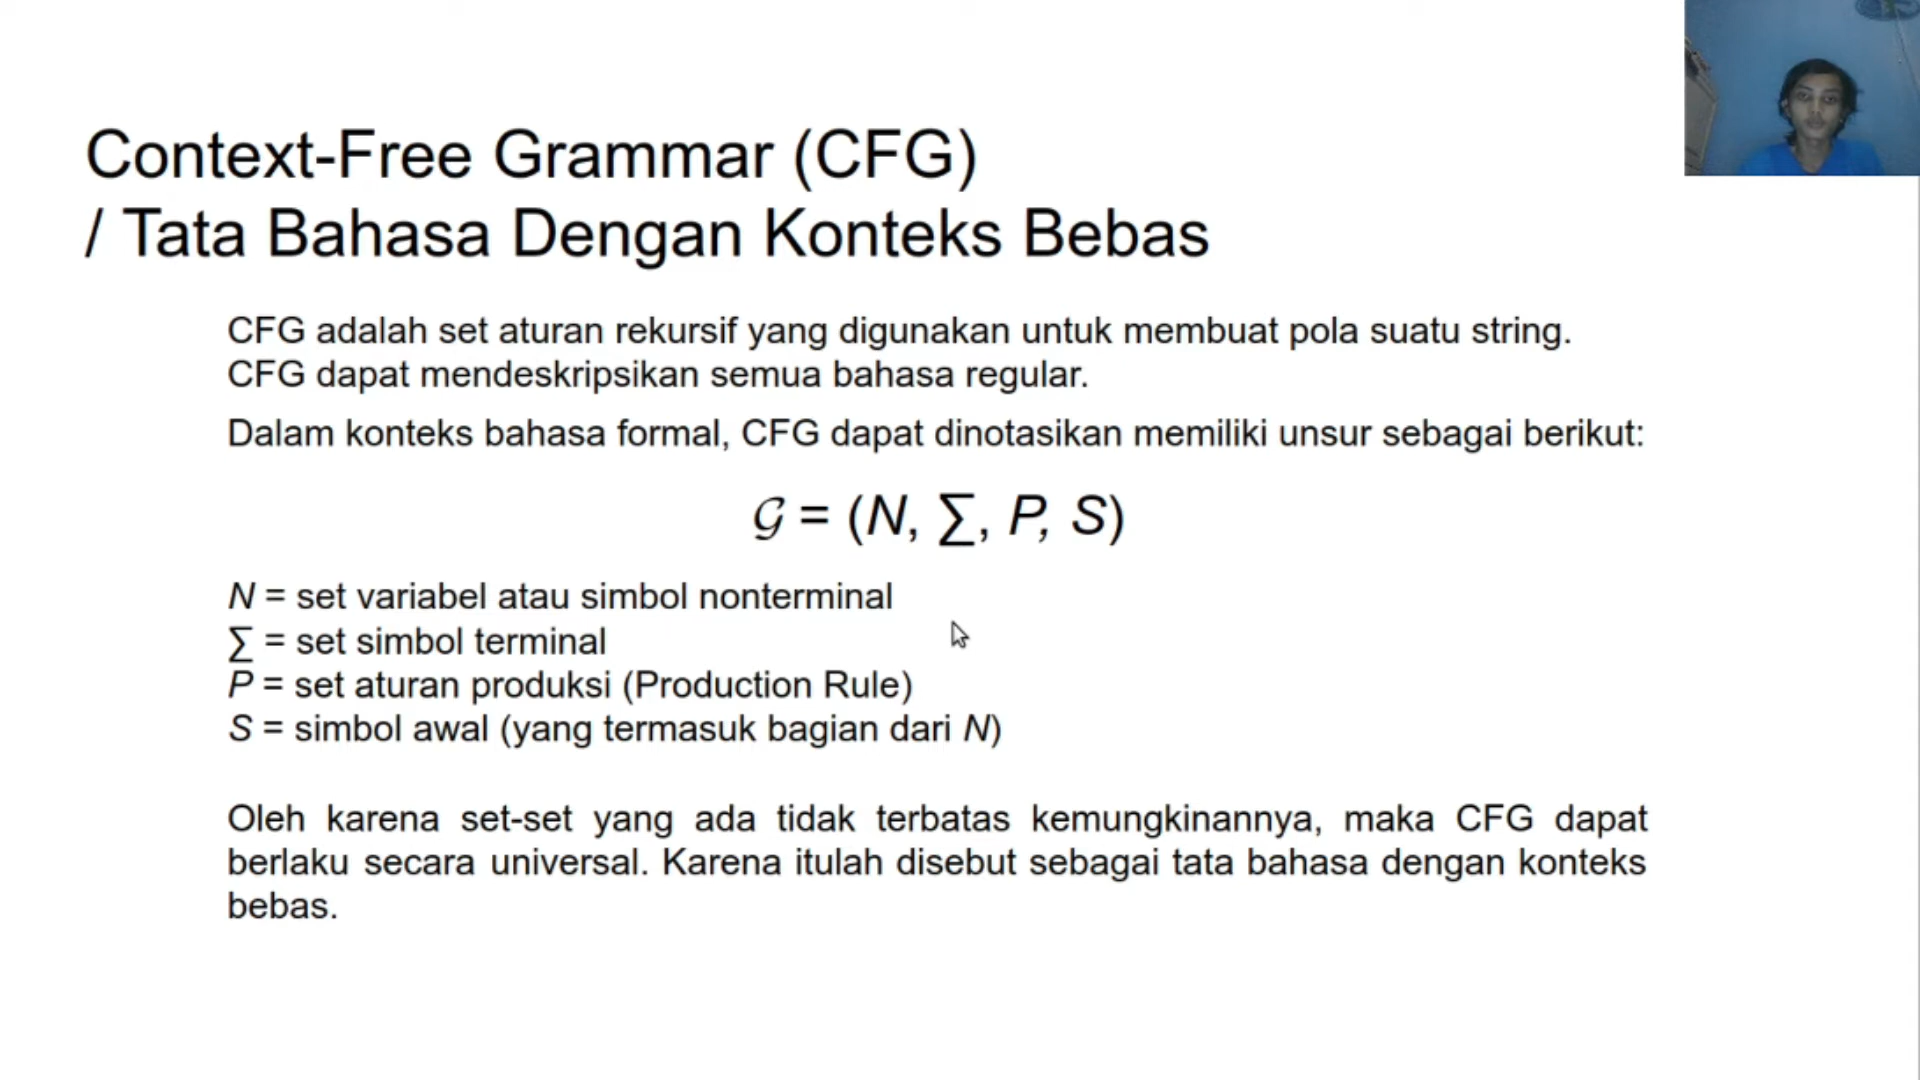 Context-Free Grammar (CFG)
/ Tata Bahasa Dengan Konteks Bebas
CFG adalah set aturan rekursif yang digunakan untuk membuat pola suatu string.
CFG dapat mendeskripsikan semua bahasa regular.
Dalam konteks bahasa formal, CFG dapat dinotasikan memiliki unsur sebagai berikut:
𝒢 = (N, ∑, P, S)
N = set variabel atau simbol nonterminal
∑ = set simbol terminal
P = set aturan produksi (Production Rule)
S = simbol awal (yang termasuk bagian dari N)
Oleh karena set-set yang ada tidak terbatas kemungkinannya, maka CFG dapat
berlaku secara universal. Karena itulah disebut sebagai tata bahasa dengan konteks
bebas.